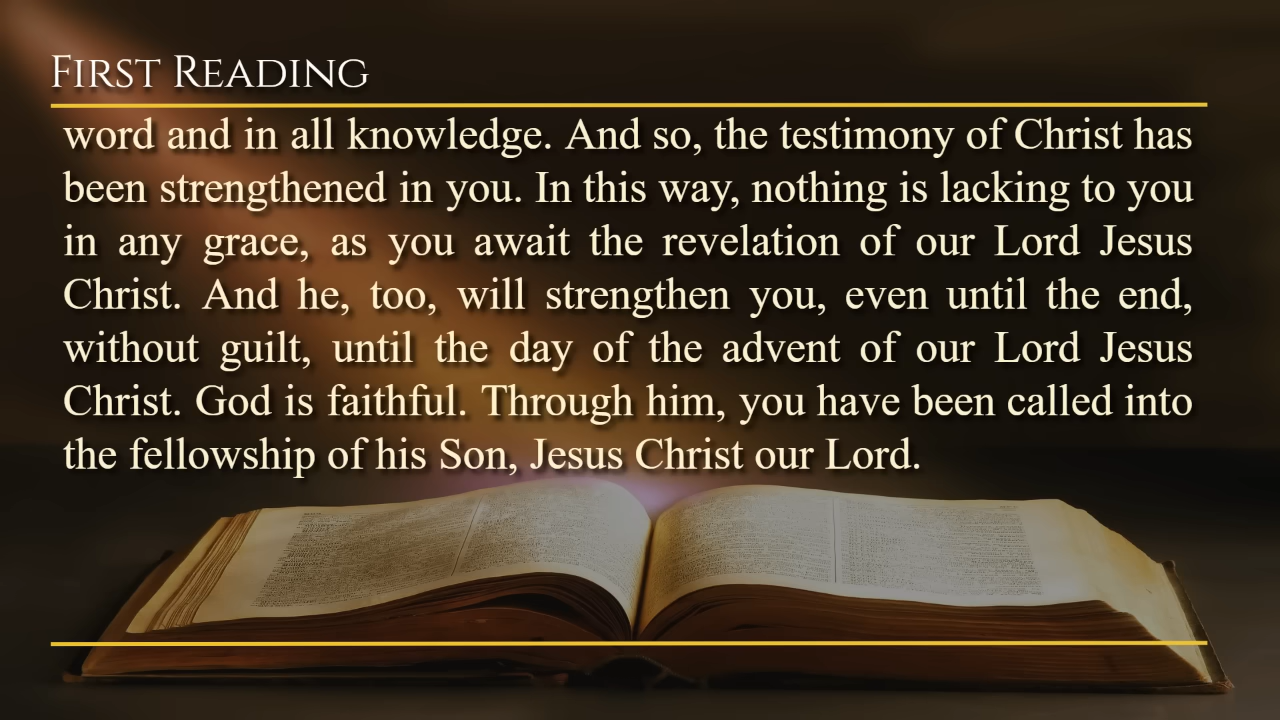 First Reading
word and in all knowledge. And so, the testimony of Christ has
been strengthened in you. In this way, nothing is lacking to you
in any grace, as you await the revelation of our Lord Jesus
Christ. And he, too, will strengthen you, even until the end,
without guilt, until the day of the advent of our Lord Jesus
Christ. God is faithful. Through him, you have been called into
the fellowship of his Son, Jesus Christ our Lord.